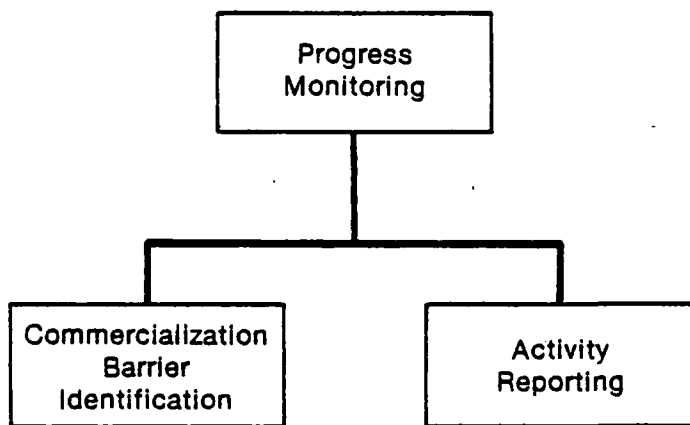 Progress
Monitoring
Commercialization
Barrier
Identification
Activity
Reporting